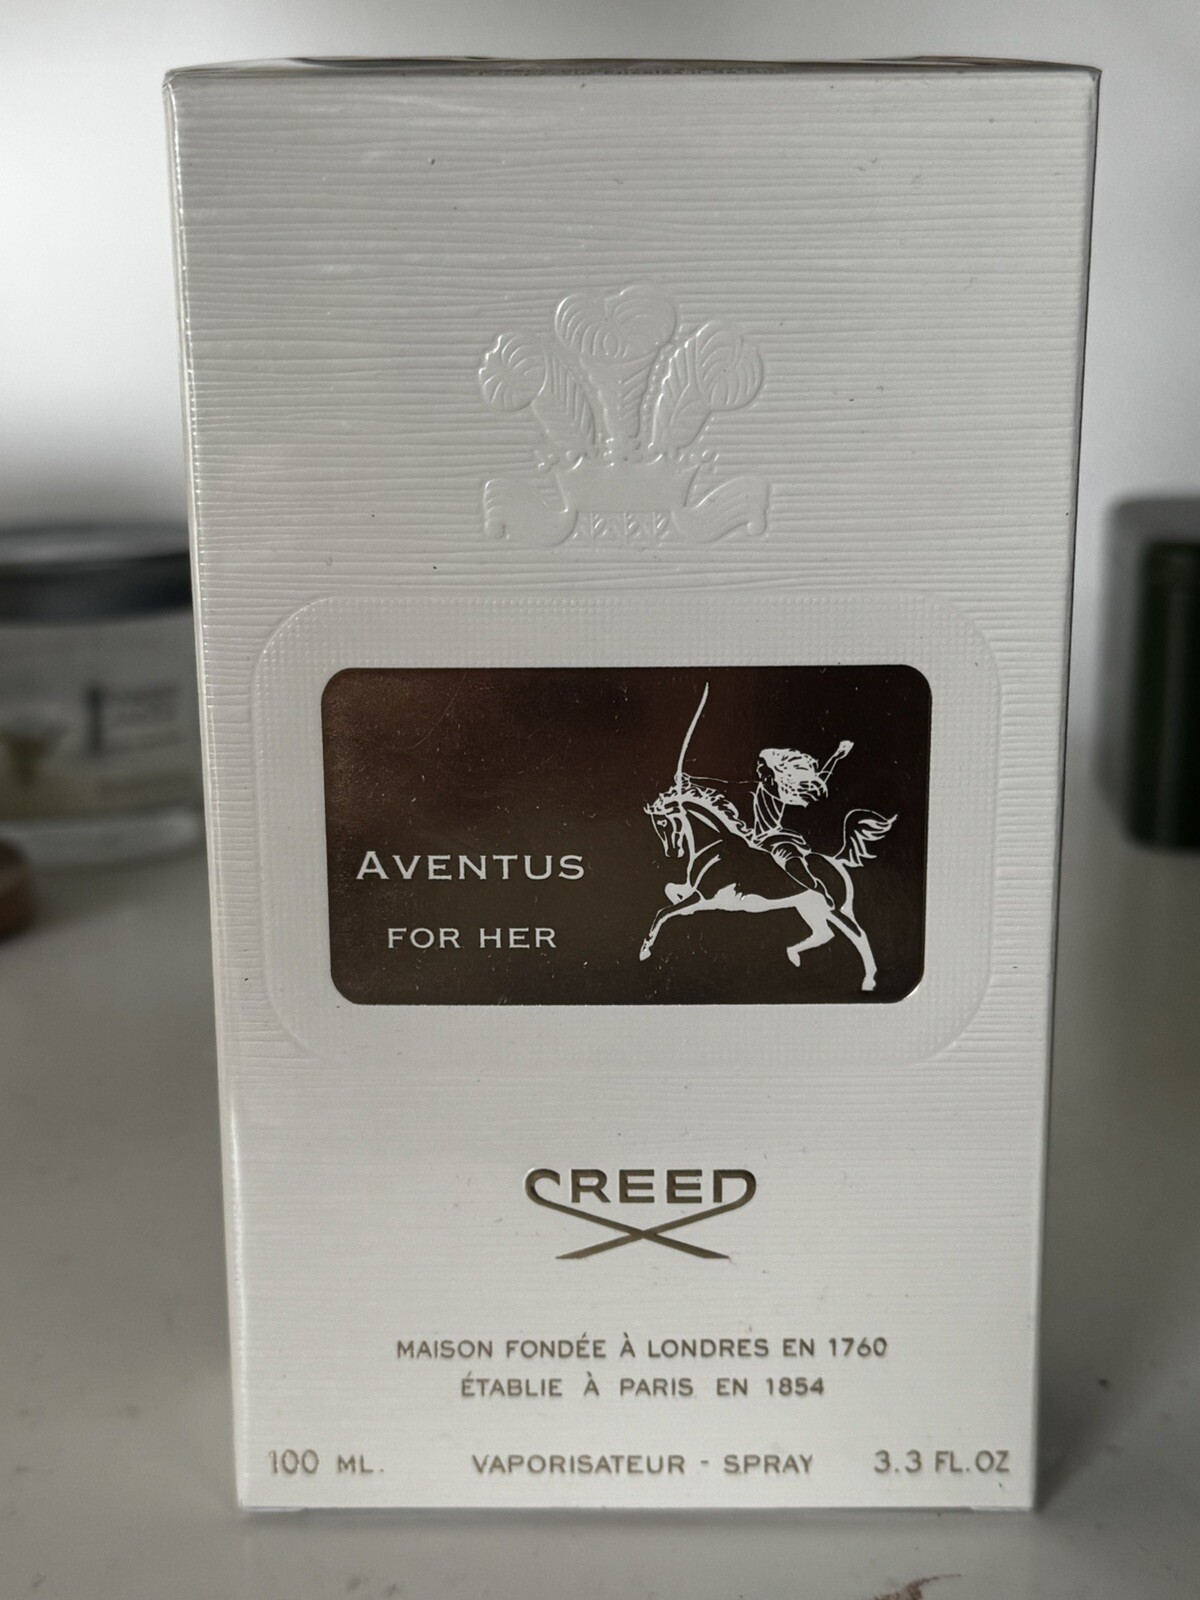 AVENTUS
FOR HER
CREED
MAISON FONDÉE À LONDRES EN 1760
ÉTABLIE À PARIS EN 1854
100 ML. VAPORISATEUR - SPRAY 3.3 FL.OZ